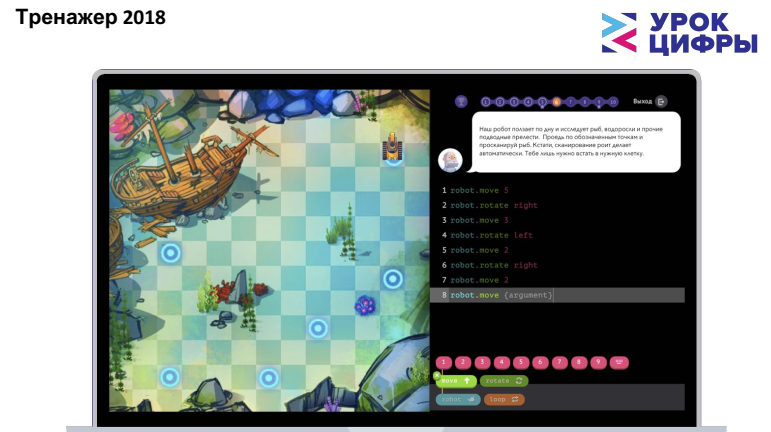 Тренажер 2018
УРОК
ЦИФРЫ
1 2 3 4 5 6 7 8 9 10
Выход
Наш робот ползает по дну и исследует рыб, водоросли и прочие
подводные прелести. Проедь по обозначенным точкам и
просканируй рыб. Кстати, сканирование роит делает
автоматически. Тебе лишь нужно встать в нужную клетку.
1 robot.move 5
2 robot.rotate right
3 robot.move 3
4 robot.rotate left
5 robot.move 2
6 robot.rotate right
7 robot.move 2
8 robot.move {argument}
1 2 3 4 5 6 7 8 9
move rotate
robot loop